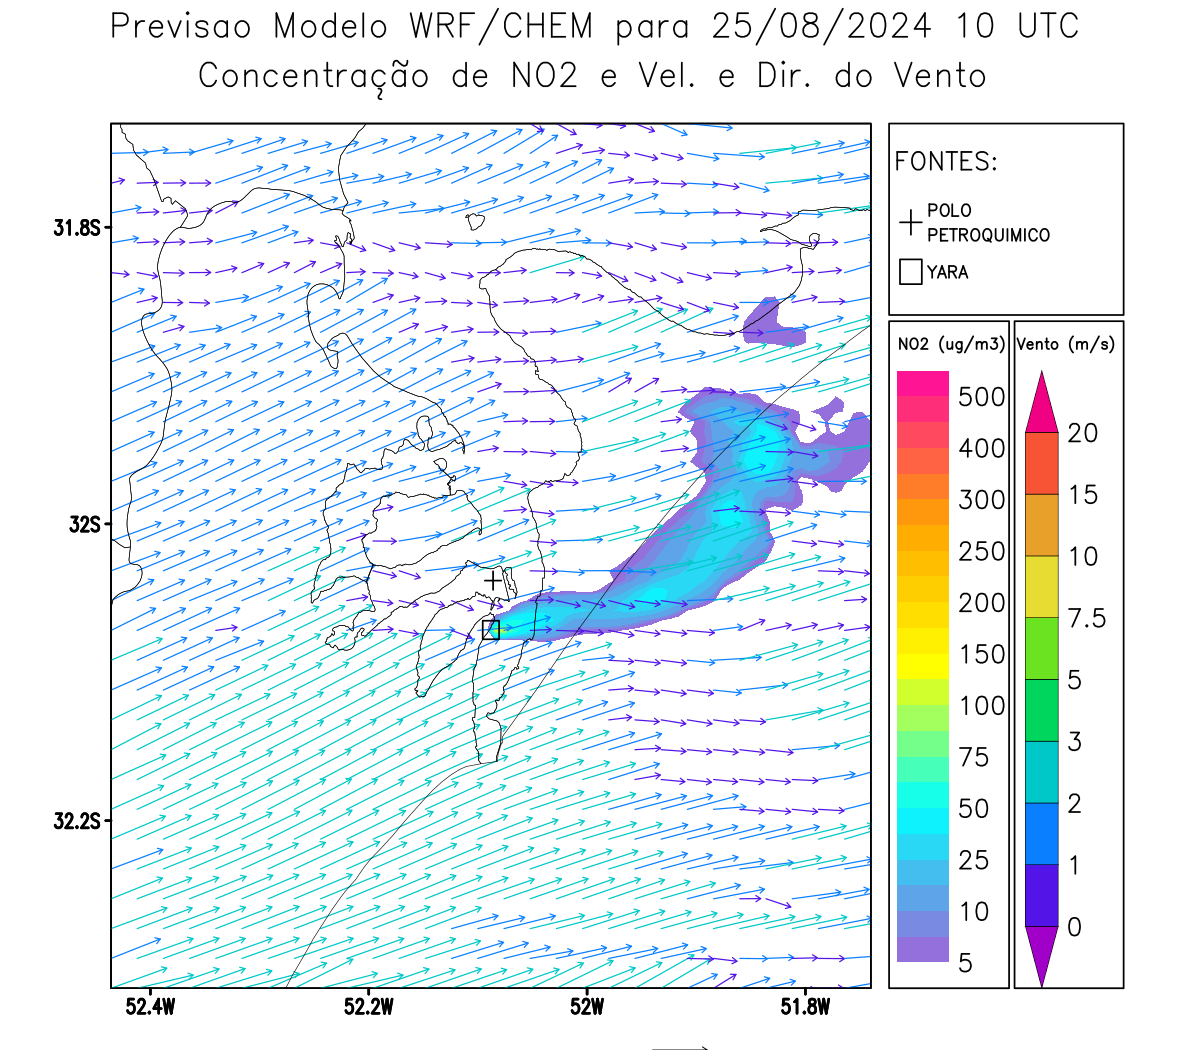 Previsao Modelo WRF/CHEM para 25/08/2024 10 UTC
Concentração de NO2 e Vel. e Dir. do Vento
FONTES:
POLO
PETROQUIMICO
YARA
NO2 (ug/m3)
500
400
300
250
200
150
100
75
50
25
10
5
Vento (m/s)
20
15
10
7.5
5
3
2
1
0
31.8S
32S
32.2S
52.4W
52.2W
52W
51.8W